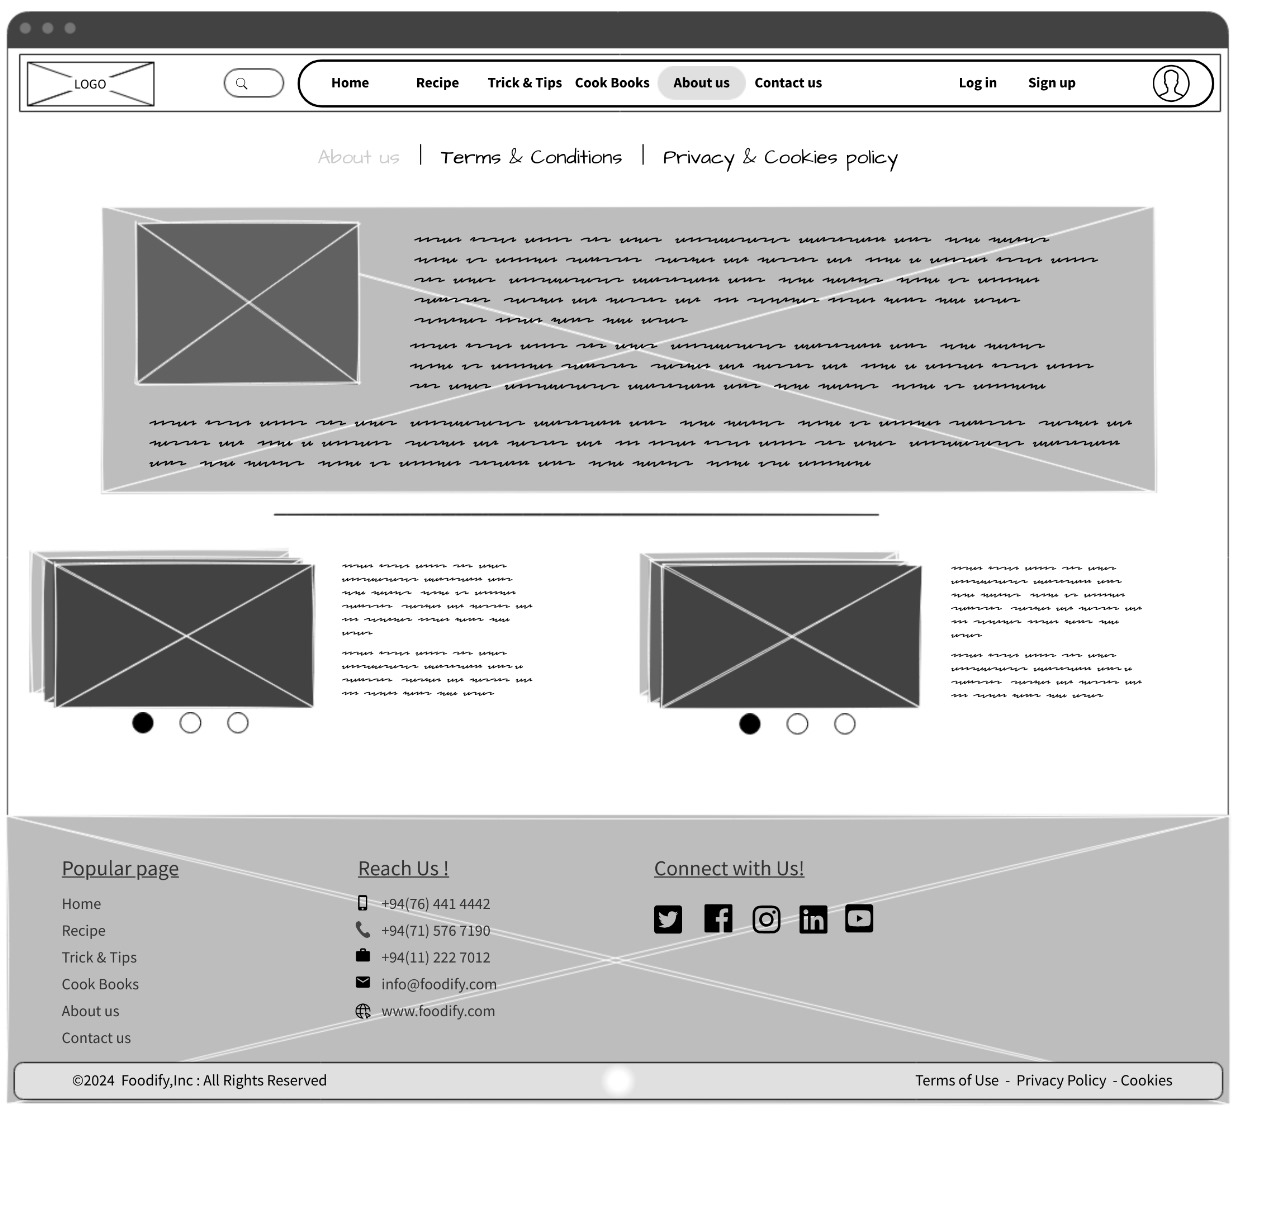 LOGO
Home Recipe Trick & Tips Cook Books About us Contact us Log in Sign up
About us | Terms & Conditions | Privacy & Cookies policy
Popular page
Home
Recipe
Trick & Tips
Cook Books
About us
Contact us
Reach Us !
+94(76) 441 4442
+94(71) 576 7190
+94(11) 222 7012
info@foodify.com
www.foodify.com
Connect with Us!
©2024 Foodify,Inc : All Rights Reserved
Terms of Use - Privacy Policy - Cookies